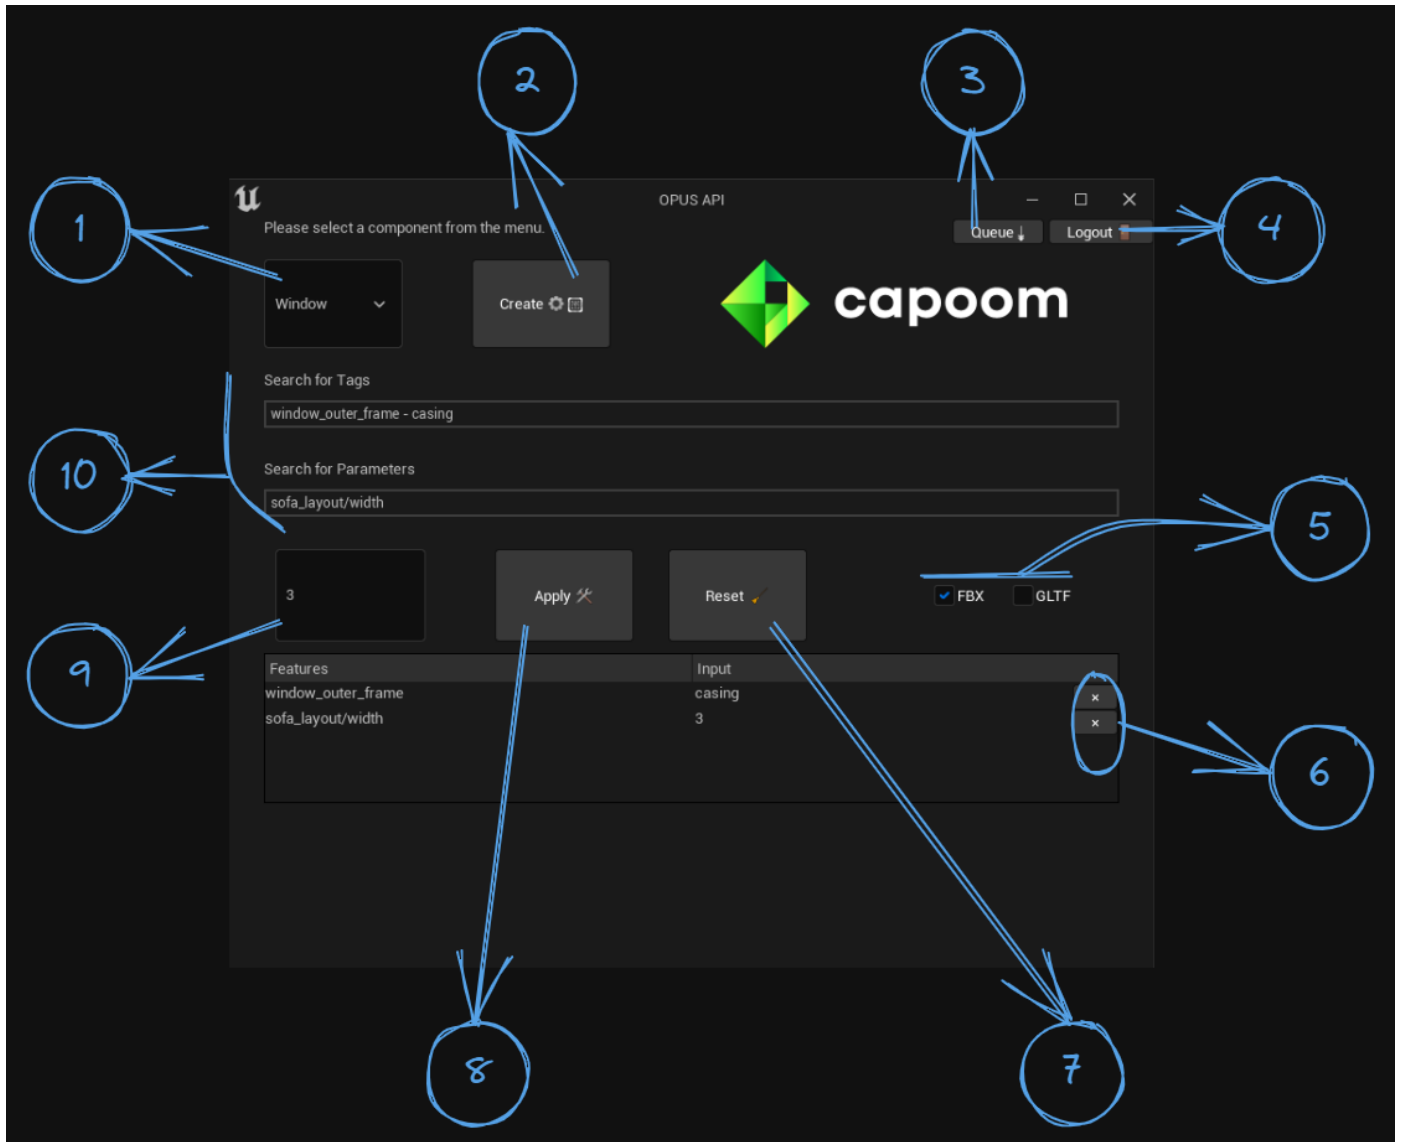 2
3
1
4
OPUS API
Please select a component from the menu.
Queue
Logout
Window
Create
capoom
Search for Tags
window_outer_frame - casing
10
Search for Parameters
sofa_layout/width
5
3
Apply
Reset
FBX
GLTF
9
Features
Input
window_outer_frame
casing
×
sofa_layout/width
3
×
6
8
7